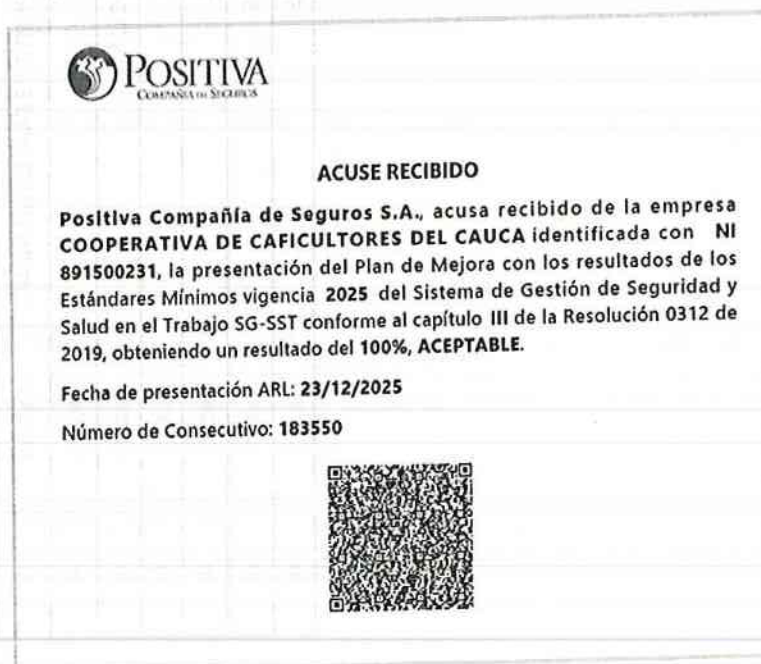 POSITIVA
COMPAÑÍA DE SEGUROS
ACUSE RECIBIDO
Positiva Compañía de Seguros S.A., acusa recibido de la empresa
COOPERATIVA DE CAFICULTORES DEL CAUCA identificada con NI
891500231, la presentación del Plan de Mejora con los resultados de los
Estándares Mínimos vigencia 2025 del Sistema de Gestión de Seguridad y
Salud en el Trabajo SG-SST conforme al capítulo III de la Resolución 0312 de
2019, obteniendo un resultado del 100%, ACEPTABLE.
Fecha de presentación ARL: 23/12/2025
Número de Consecutivo: 183550